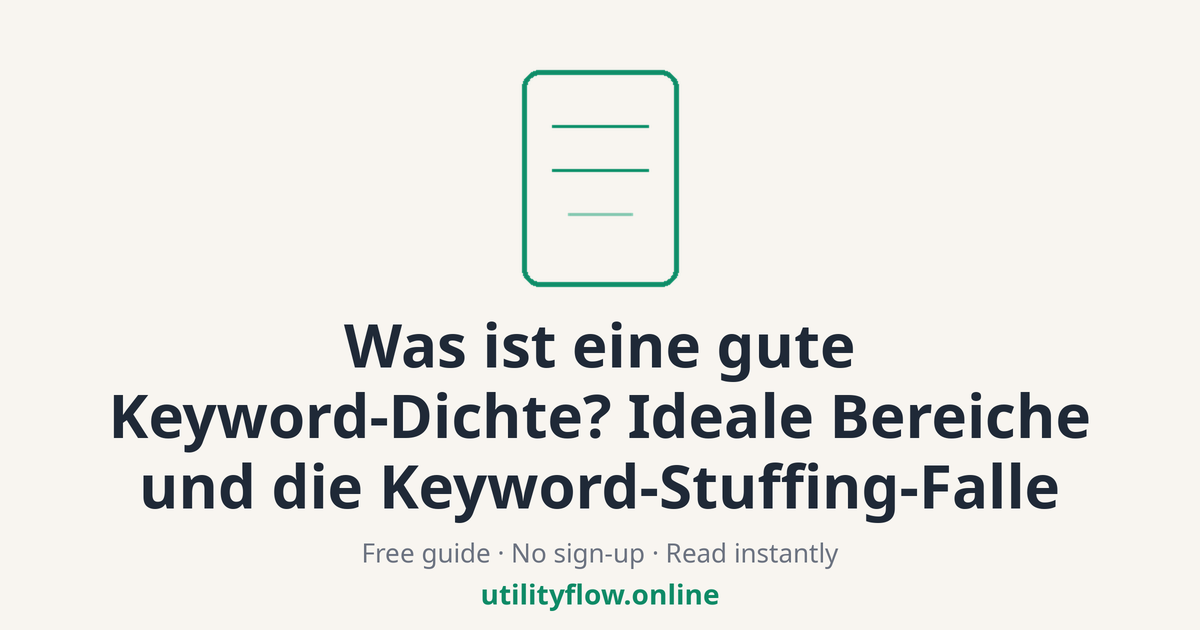 Was ist eine gute
Keyword-Dichte? Ideale Bereiche
und die Keyword-Stuffing-Falle
Free guide · No sign-up · Read instantly
utilityflow.online